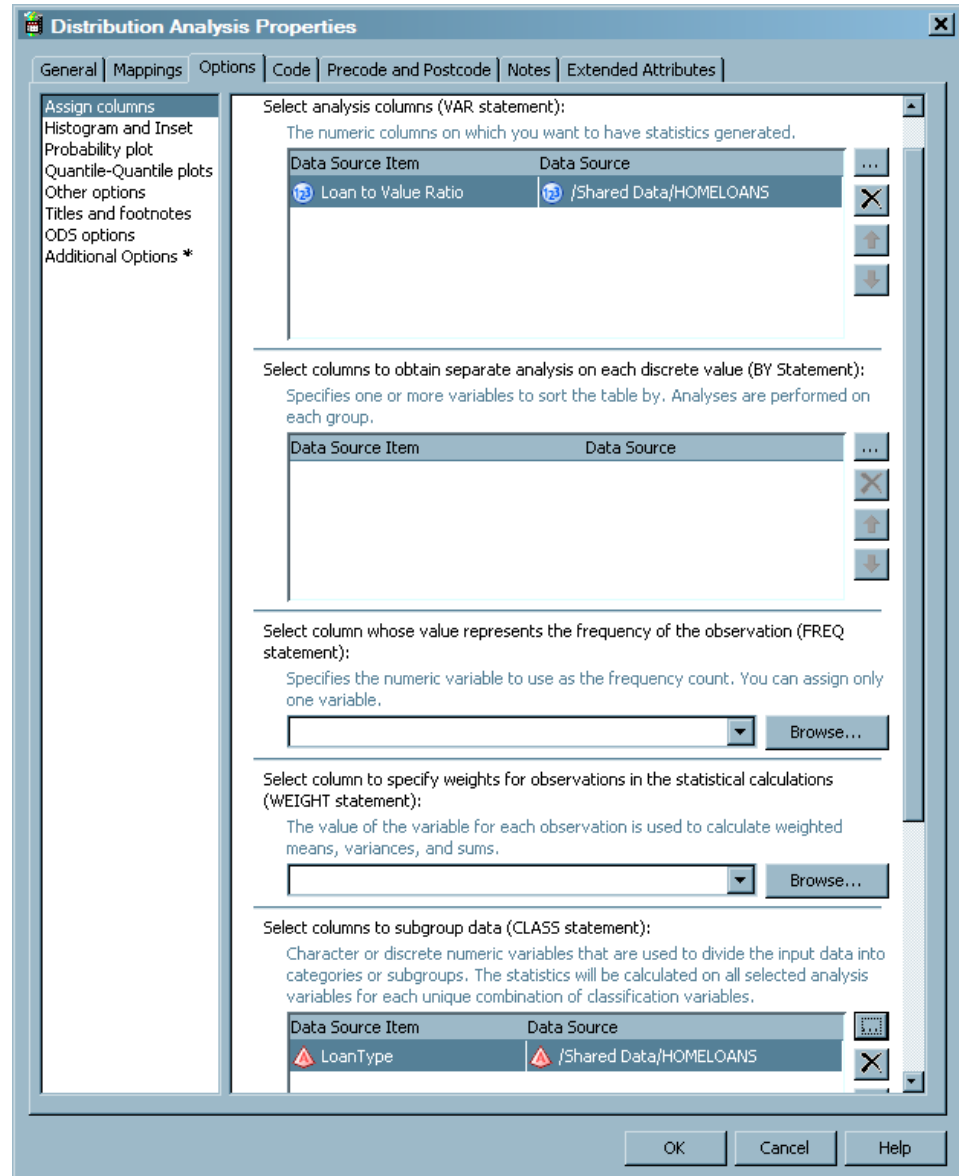 Distribution Analysis Properties
General Mappings Options Code Precode and Postcode Notes Extended Attributes
Assign columns
Histogram and Inset
Probability plot
Quantile-Quantile plots
Other options
Titles and footnotes
ODS options
Additional Options *
Select analysis columns (VAR statement):
The numeric columns on which you want to have statistics generated.
Data Source Item Data Source ...
123 Loan to Value Ratio 123 /Shared Data/HOMELOANS
Select columns to obtain separate analysis on each discrete value (BY Statement):
Specifies one or more variables to sort the table by. Analyses are performed on
each group.
Data Source Item Data Source ...
Select column whose value represents the frequency of the observation (FREQ
statement):
Specifies the numeric variable to use as the frequency count. You can assign only
one variable.
Browse...
Select column to specify weights for observations in the statistical calculations
(WEIGHT statement):
The value of the variable for each observation is used to calculate weighted
means, variances, and sums.
Browse...
Select columns to subgroup data (CLASS statement):
Character or discrete numeric variables that are used to divide the input data into
categories or subgroups. The statistics will be calculated on all selected analysis
variables for each unique combination of classification variables.
Data Source Item Data Source ...
LoanType /Shared Data/HOMELOANS
OK Cancel Help